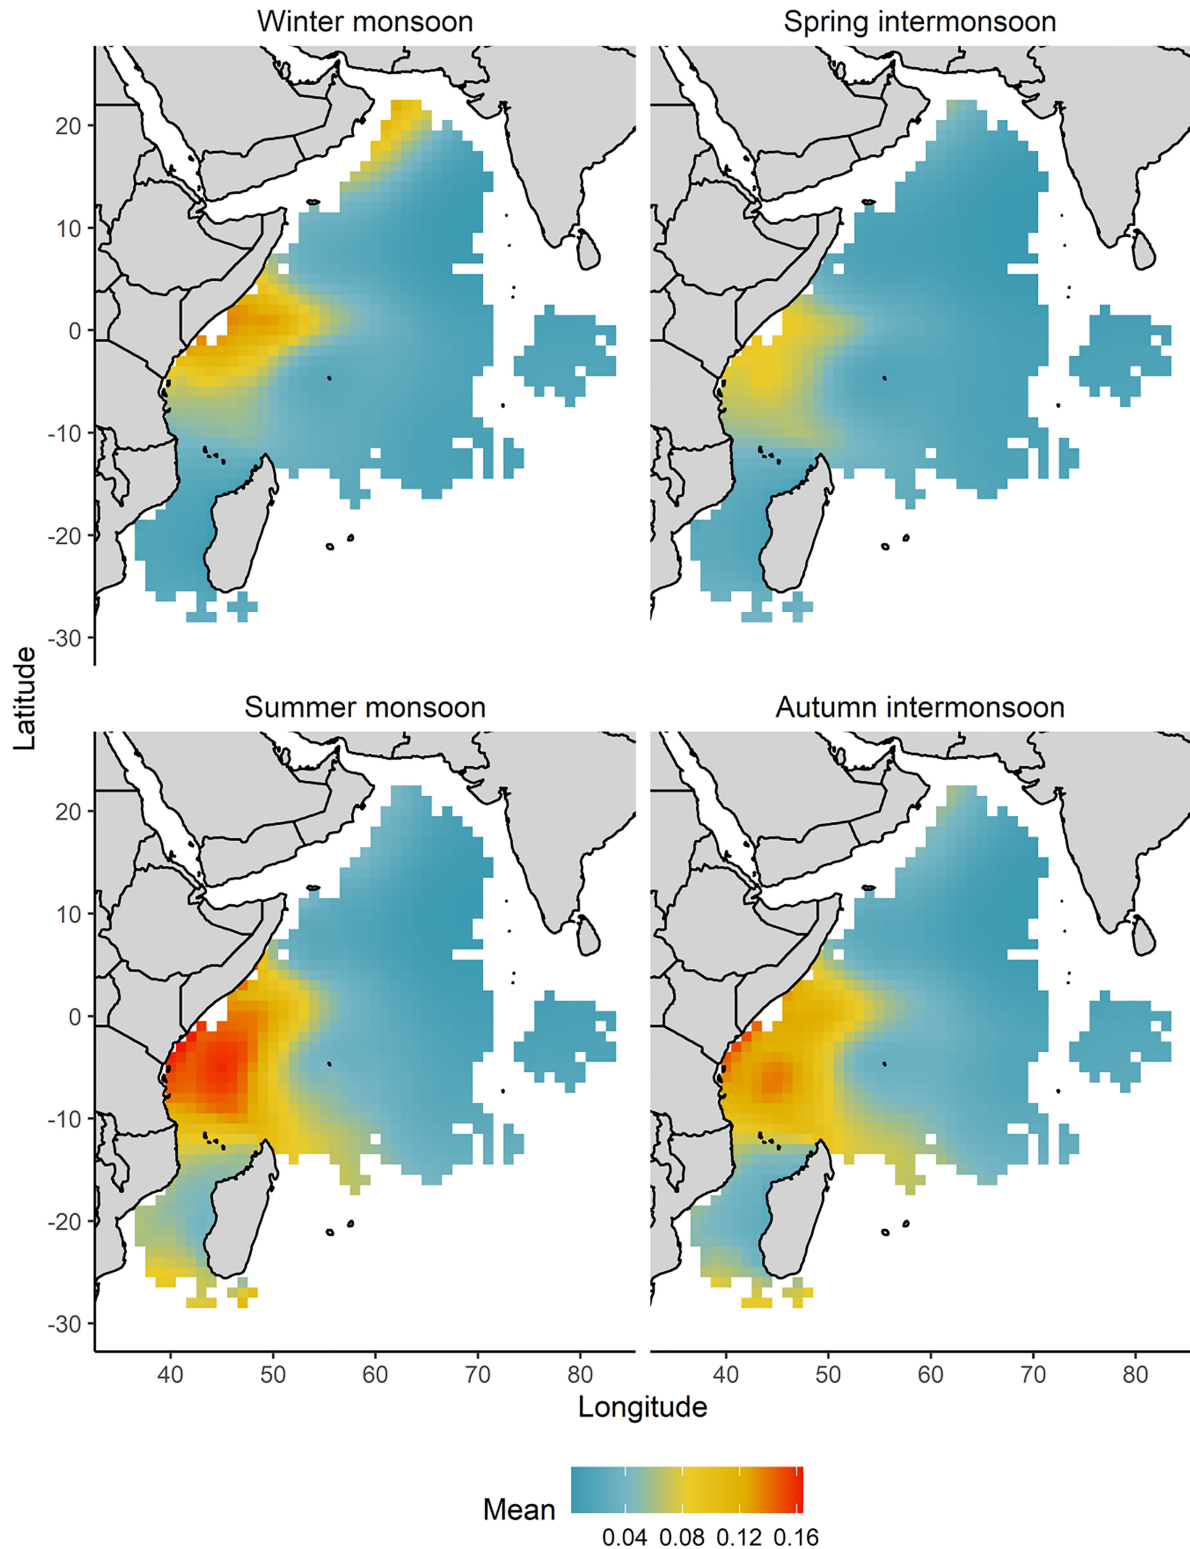 Winter monsoon
Spring intermonsoon
20
10
0
-10
-20
-30
Latitude
Summer monsoon
Autumn intermonsoon
20
10
0
-10
-20
-30
40 50 60 70 80 40 50 60 70 80
Longitude
Mean
0.04 0.08 0.12 0.16